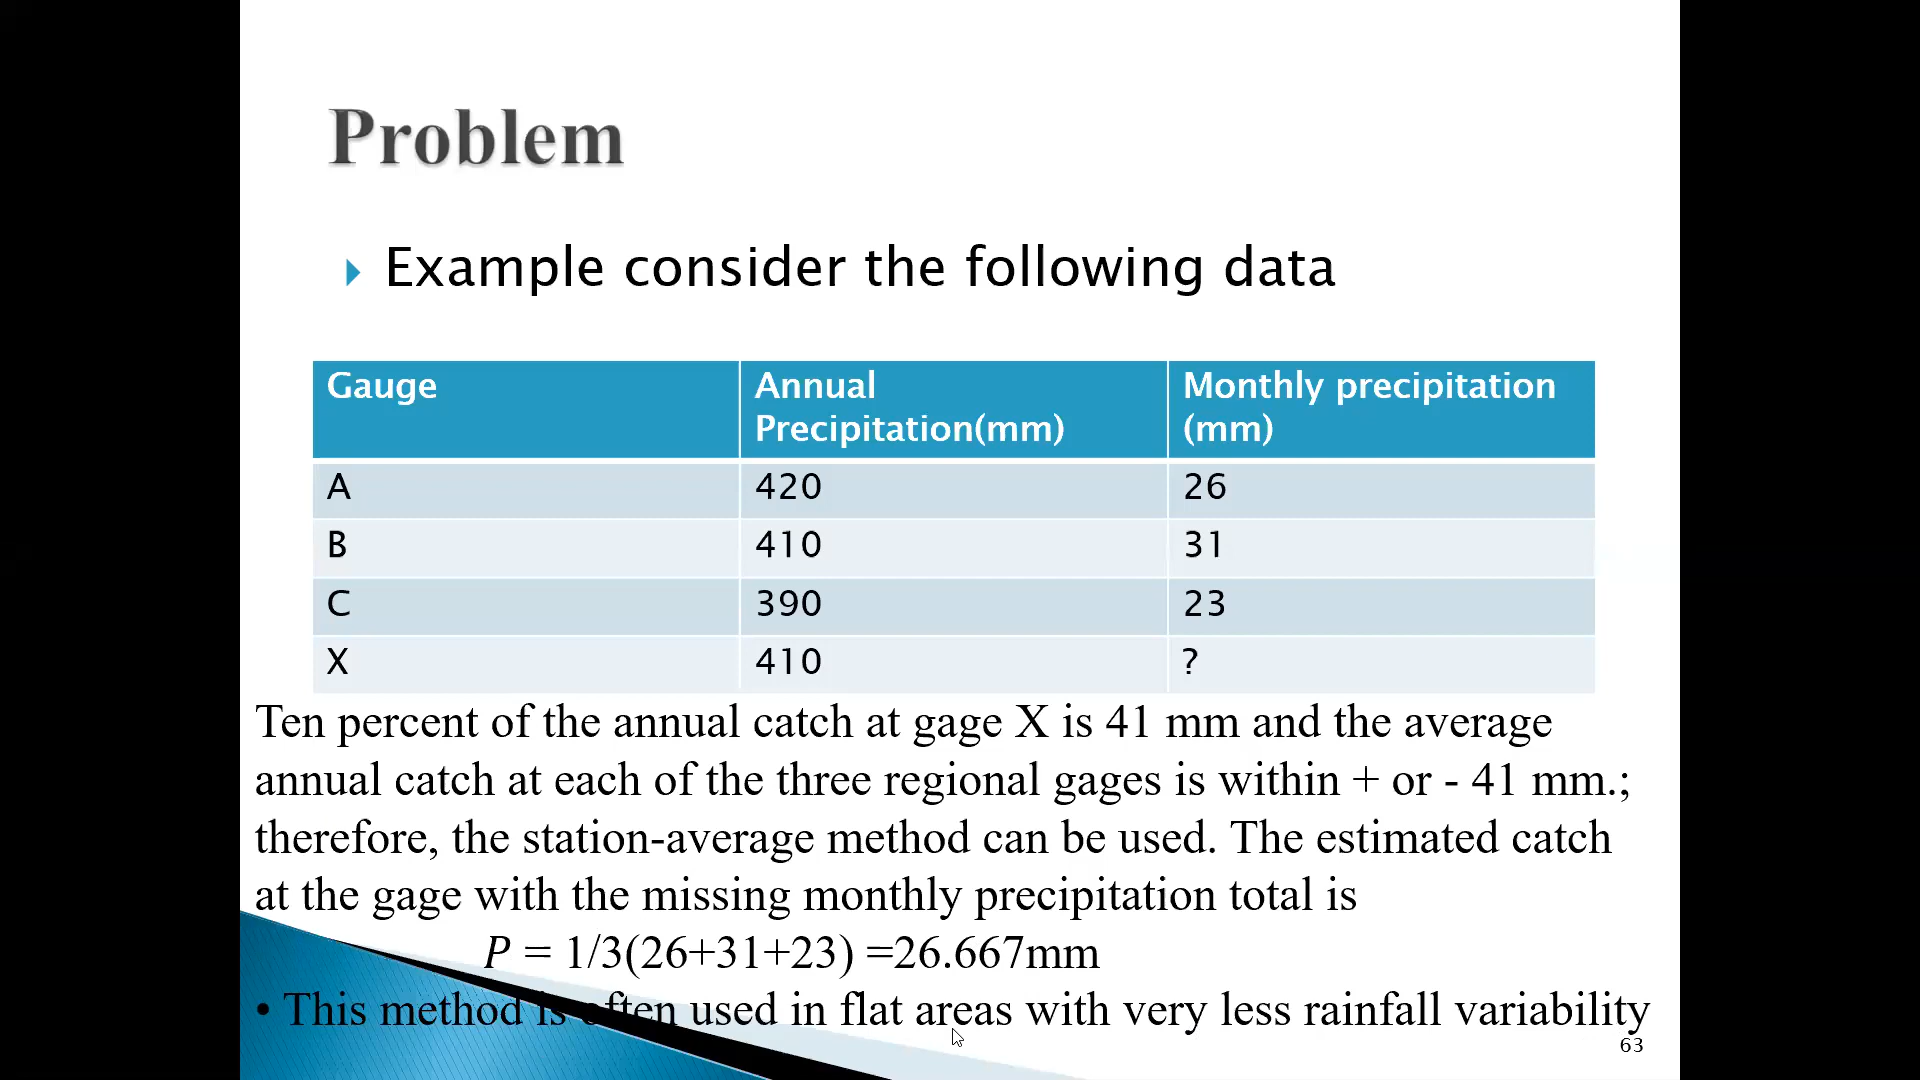 Problem
Example consider the following data
Gauge
Annual
Precipitation(mm)
Monthly precipitation
(mm)
A 420 26
B 410 31
C 390 23
X 410 ?
Ten percent of the annual catch at gage X is 41 mm and the average
annual catch at each of the three regional gages is within + or - 41 mm.;
therefore, the station-average method can be used. The estimated catch
at the gage with the missing monthly precipitation total is
P = 1/3(26+31+23) =26.667mm
• This method is often used in flat areas with very less rainfall variability
63